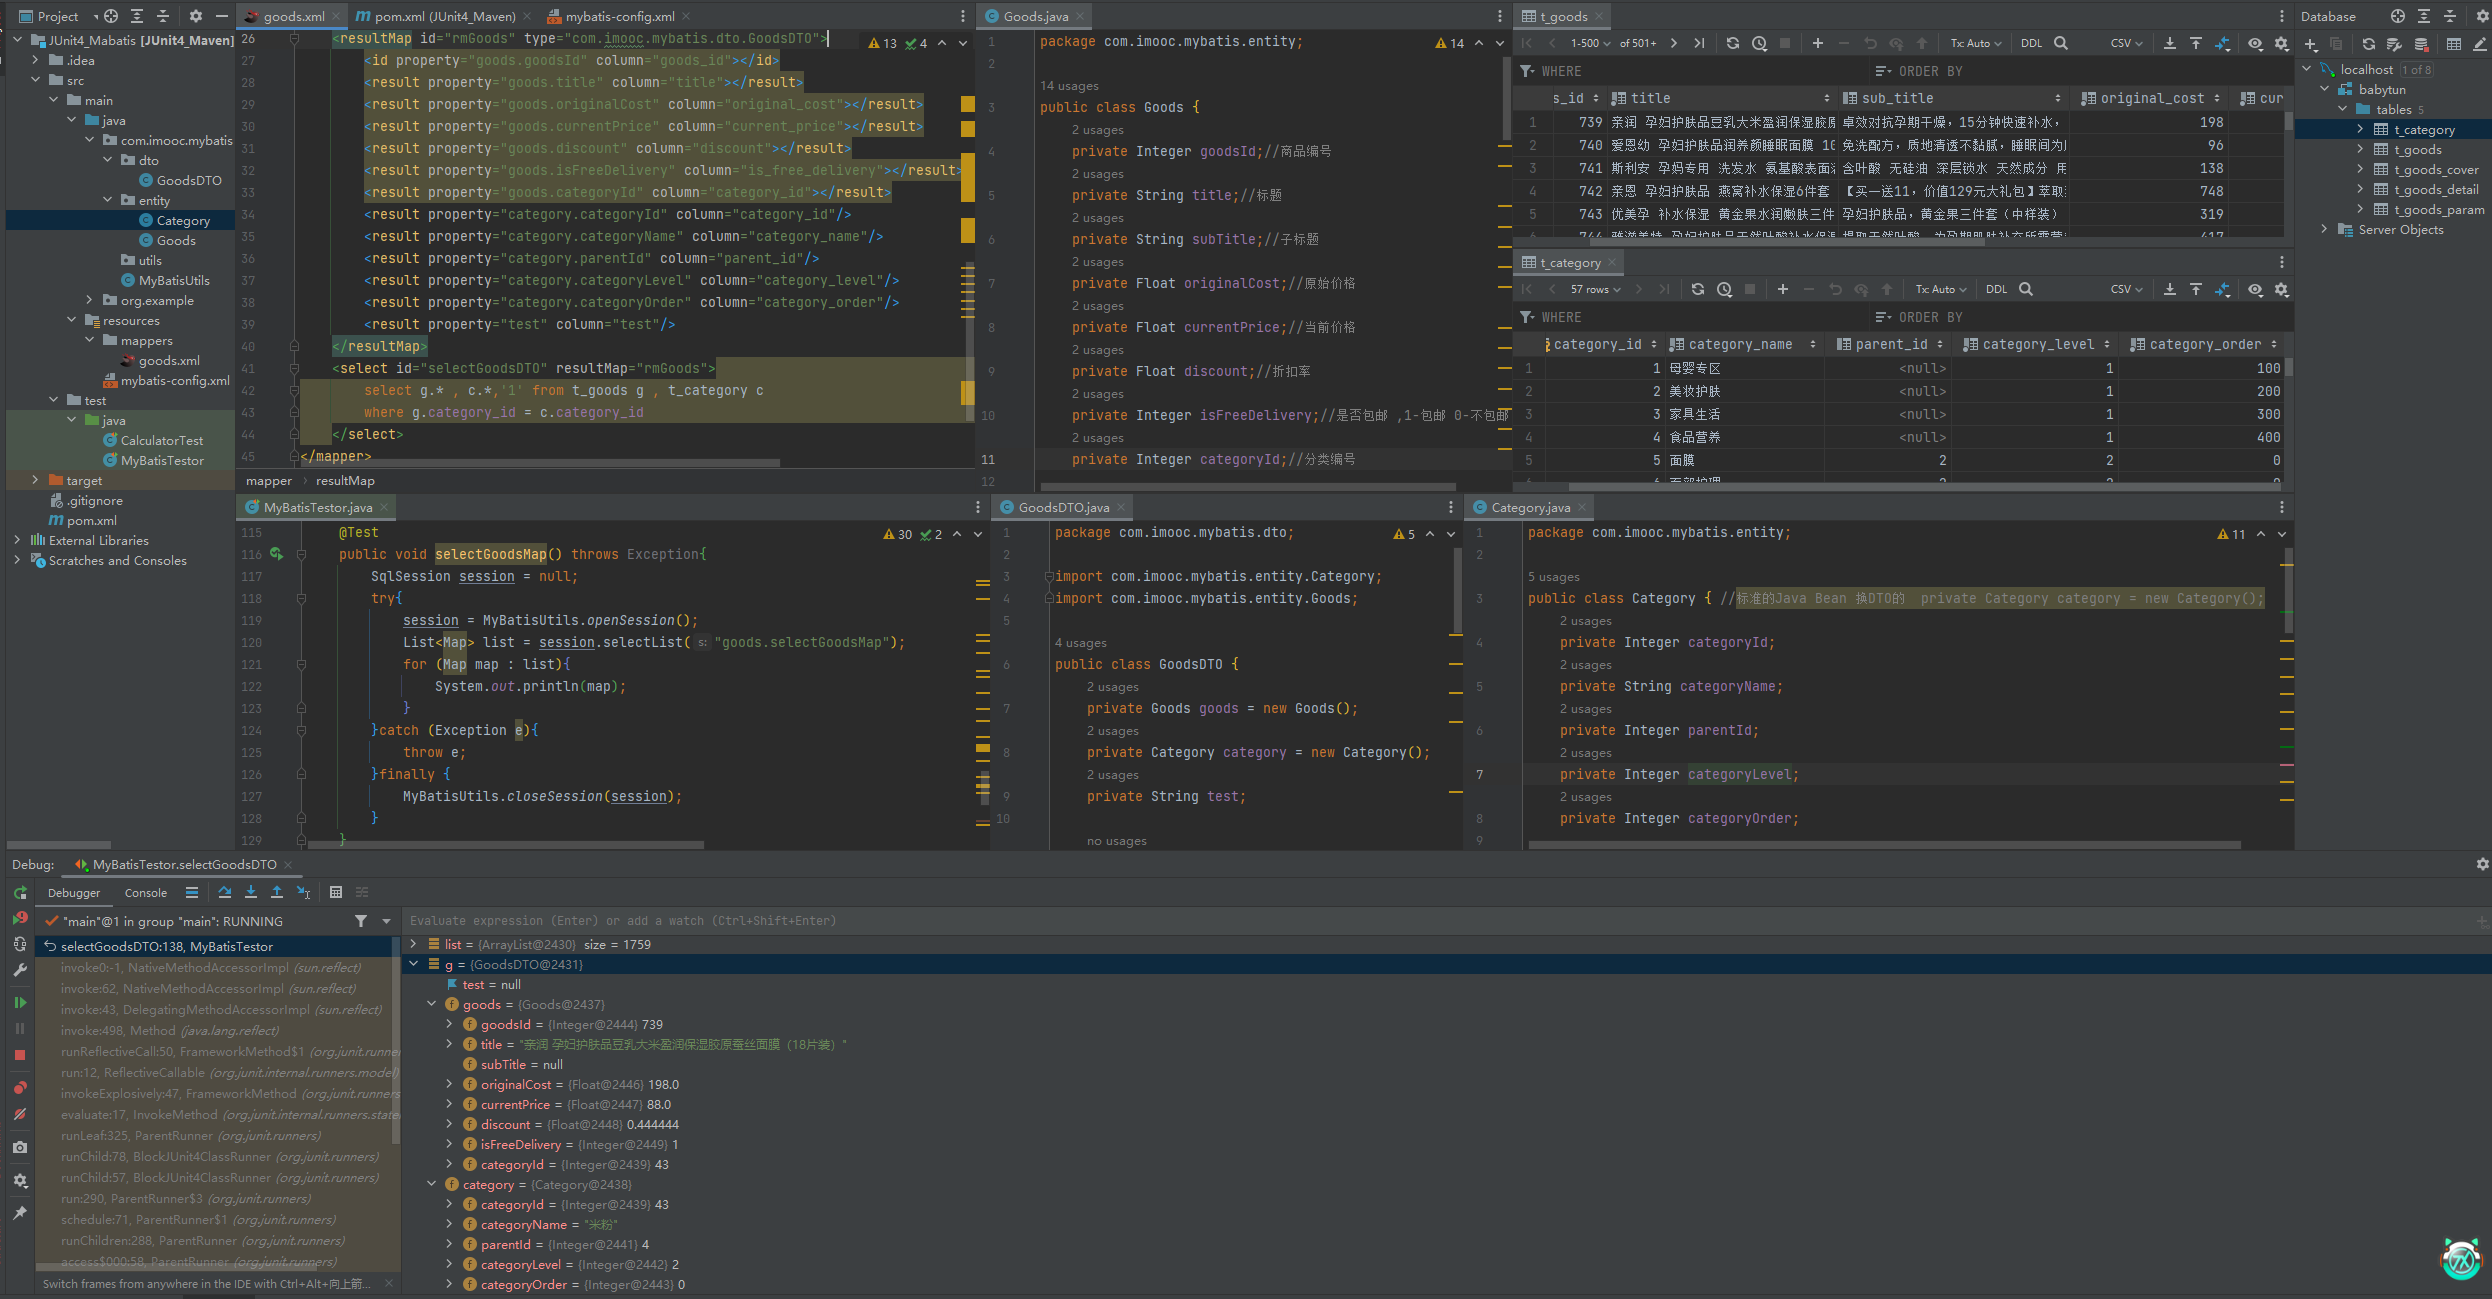 Project
JUnit4_Mabatis [JUnit4_Maven]
.idea
src
main
java
com.imooc.mybatis
dto
GoodsDTO
entity
Category
Goods
utils
MyBatisUtils
org.example
resources
mappers
goods.xml
mybatis-config.xml
test
java
CalculatorTest
MyBatisTestor
target
.gitignore
pom.xml
External Libraries
Scratches and Consoles
goods.xml
pom.xml (JUnit4_Maven)
mybatis-config.xml
13 4
26 <resultMap id="rmGoods" type="com.imooc.mybatis.dto.GoodsDTO">
27 <id property="goods.goodsId" column="goods_id"></id>
28 <result property="goods.title" column="title"></result>
29 <result property="goods.originalCost" column="original_cost"></result>
30 <result property="goods.currentPrice" column="current_price"></result>
31 <result property="goods.discount" column="discount"></result>
32 <result property="goods.isFreeDelivery" column="is_free_delivery"></result>
33 <result property="goods.categoryId" column="category_id"></result>
34 <result property="category.categoryId" column="category_id"/>
35 <result property="category.categoryName" column="category_name"/>
36 <result property="category.parentId" column="parent_id"/>
37 <result property="category.categoryLevel" column="category_level"/>
38 <result property="category.categoryOrder" column="category_order"/>
39 <result property="test" column="test"/>
40 </resultMap>
41 <select id="selectGoodsDTO" resultMap="rmGoods">
42 select g.* , c.*,'1' from t_goods g , t_category c
43 where g.category_id = c.category_id
44 </select>
45 </mapper>
mapper resultMap
Goods.java
14
1 package com.imooc.mybatis.entity;
2
14 usages
3 public class Goods {
2 usages
4 private Integer goodsId;//商品编号
2 usages
5 private String title;//标题
2 usages
6 private String subTitle;//子标题
2 usages
7 private Float originalCost;//原始价格
2 usages
8 private Float currentPrice;//当前价格
2 usages
9 private Float discount;//折扣率
2 usages
10 private Integer isFreeDelivery;//是否包邮 ,1-包邮 0-不包邮
2 usages
11 private Integer categoryId;//分类编号
12
t_goods
1-500 of 501+ Tx: Auto DDL CSV
WHERE ORDER BY
s_id title sub_title original_cost cur
1 739 亲润 孕妇护肤品豆乳大米盈润保湿胶原 卓效对抗孕期干燥，15分钟快速补水， 198
2 740 爱恩幼 孕妇护肤品润养颜睡眠面膜 10 免洗配方，质地清透不黏腻，睡眠间为 96
3 741 斯利安 孕妈专用 洗发水 氨基酸表面 含叶酸 无硅油 深层锁水 天然成分 用 138
4 742 亲恩 孕妇护肤品 燕窝补水保湿6件套 【买一送11，价值129元大礼包】萃取 748
5 743 优美孕 补水保湿 黄金果水润嫩肤三件 孕妇护肤品，黄金果三件套（中样装） 319
t_category
57 rows Tx: Auto DDL CSV
WHERE ORDER BY
category_id category_name parent_id category_level category_order
1 1 母婴专区 <null> 1 100
2 2 美妆护肤 <null> 1 200
3 3 家具生活 <null> 1 300
4 4 食品营养 <null> 1 400
5 5 面膜 2 2 0
Database
localhost 1 of 8
babytun
tables 5
t_category
t_goods
t_goods_cover
t_goods_detail
t_goods_param
Server Objects
MyBatisTestor.java
30 2
115 @Test
116 public void selectGoodsMap() throws Exception{
117 SqlSession session = null;
118 try{
119 session = MyBatisUtils.openSession();
120 List<Map> list = session.selectList( s: "goods.selectGoodsMap");
121 for (Map map : list){
122 System.out.println(map);
123 }
124 }catch (Exception e){
125 throw e;
126 }finally {
127 MyBatisUtils.closeSession(session);
128 }
129 }
GoodsDTO.java
5
1 package com.imooc.mybatis.dto;
2
3 import com.imooc.mybatis.entity.Category;
4 import com.imooc.mybatis.entity.Goods;
5
4 usages
6 public class GoodsDTO {
2 usages
7 private Goods goods = new Goods();
2 usages
8 private Category category = new Category();
2 usages
9 private String test;
10
no usages
Category.java
11
1 package com.imooc.mybatis.entity;
2
5 usages
3 public class Category { //标准的Java Bean 换DTO的 private Category category = new Category();
2 usages
4 private Integer categoryId;
2 usages
5 private String categoryName;
2 usages
6 private Integer parentId;
2 usages
7 private Integer categoryLevel;
2 usages
8 private Integer categoryOrder;
9
Debug: MyBatisTestor.selectGoodsDTO
Debugger Console
"main"@1 in group "main": RUNNING
selectGoodsDTO:138, MyBatisTestor
invoke0:-1, NativeMethodAccessorImpl (sun.reflect)
invoke:62, NativeMethodAccessorImpl (sun.reflect)
invoke:43, DelegatingMethodAccessorImpl (sun.reflect)
invoke:498, Method (java.lang.reflect)
runReflectiveCall:50, FrameworkMethod$1 (org.junit.runner
run:12, ReflectiveCallable (org.junit.internal.runners.model)
invokeExplosively:47, FrameworkMethod (org.junit.runners
evaluate:17, InvokeMethod (org.junit.internal.runners.state
runLeaf:325, ParentRunner (org.junit.runners)
runChild:78, BlockJUnit4ClassRunner (org.junit.runners)
runChild:57, BlockJUnit4ClassRunner (org.junit.runners)
run:290, ParentRunner$3 (org.junit.runners)
schedule:71, ParentRunner$1 (org.junit.runners)
runChildren:288, ParentRunner (org.junit.runners)
access$000:58, ParentRunner (org.junit.runners)
Switch frames from anywhere in the IDE with Ctrl+Alt+向上箭...
Evaluate expression (Enter) or add a watch (Ctrl+Shift+Enter)
list = {ArrayList@2430} size = 1759
g = {GoodsDTO@2431}
test = null
goods = {Goods@2437}
goodsId = {Integer@2444} 739
title = "亲润 孕妇护肤品豆乳大米盈润保湿胶原蚕丝面膜（18片装）"
subTitle = null
originalCost = {Float@2446} 198.0
currentPrice = {Float@2447} 88.0
discount = {Float@2448} 0.444444
isFreeDelivery = {Integer@2449} 1
categoryId = {Integer@2439} 43
category = {Category@2438}
categoryId = {Integer@2439} 43
categoryName = "米粉"
parentId = {Integer@2441} 4
categoryLevel = {Integer@2442} 2
categoryOrder = {Integer@2443} 0